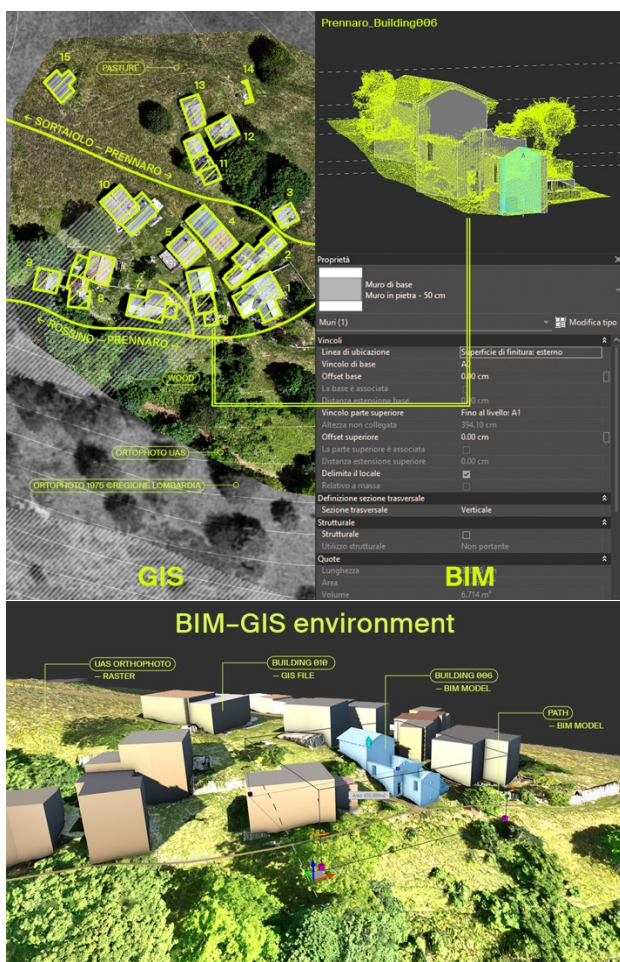 Prennaro_Building006
15
PASTURE
14
13
← SORTAIOLO – PRENNARO →
12
11
10
3
4
5
2
9
8
7
1
6
← ROSSINO – PRENNARO →
WOOD
ORTOPHOTO UAS
ORTOPHOTO 1975 ©REGIONE LOMBARDIA
GIS
Proprietà
Muro di base
Muro in pietra - 50 cm
Muri (1)
Modifica tipo
Vincoli
Linea di ubicazione Superficie di finitura: esterno
Vincolo di base A0
Offset base 0.00 cm
La base è associata
Distanza estensione base 0.00 cm
Vincolo parte superiore Fino al livello: A1
Altezza non collegata 394.10 cm
Offset superiore 0.00 cm
La parte superiore è associata
Distanza estensione superiore 0.00 cm
Delimita il locale
Relativo a massa
Definizione sezione trasversale
Sezione trasversale Verticale
Strutturale
Strutturale
Utilizzo strutturale Non portante
Quote
Lunghezza
Area
Volume 6.714 m³
BIM
BIM–GIS environment
UAS ORTHOPHOTO
– RASTER
BUILDING 010
– GIS FILE
BUILDING 006
– BIM MODEL
PATH
– BIM MODEL